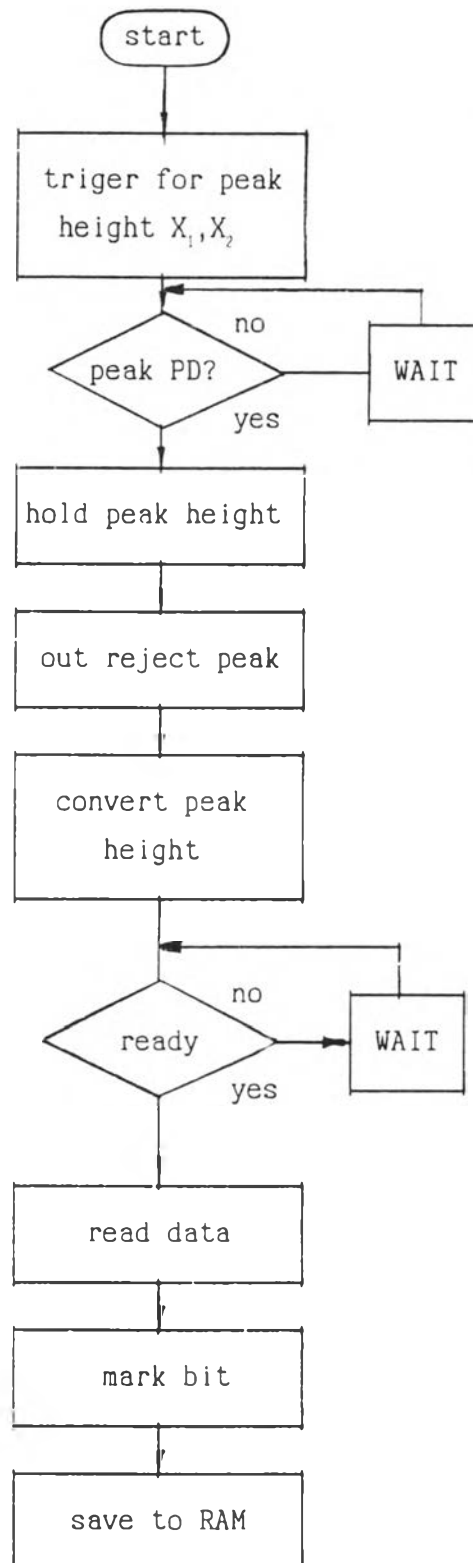 start
triger for peak
height X₁,X₂
no
peak PD?
WAIT
yes
hold peak height
out reject peak
convert peak
height
no
ready
WAIT
yes
read data
mark bit
save to RAM